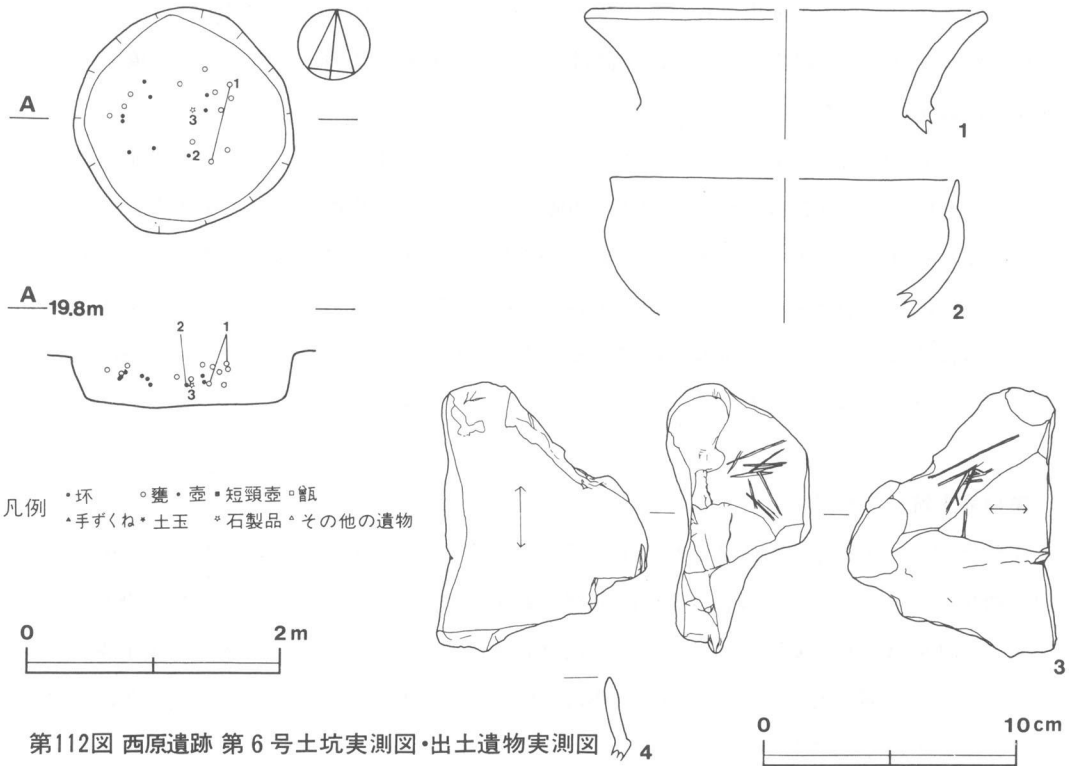 A
1
3
2
A
19.8m
2
1
3
凡例
・坏 ○甕・壺 ▪短頸壺 □甑
▲手ずくね *土玉 ☆石製品 △その他の遺物
0 2m
1
2
3
4
0 10cm
第112図 西原遺跡 第6号土坑実測図・出土遺物実測図